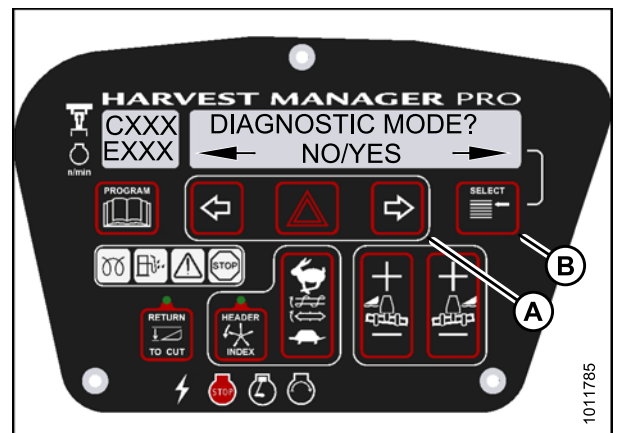 HARVEST MANAGER PRO
CXXX
EXXX
DIAGNOSTIC MODE?
NO/YES
n/min
PROGRAM
SELECT
B
A
STOP
RETURN
TO CUT
HEADER
INDEX
STOP
1011785